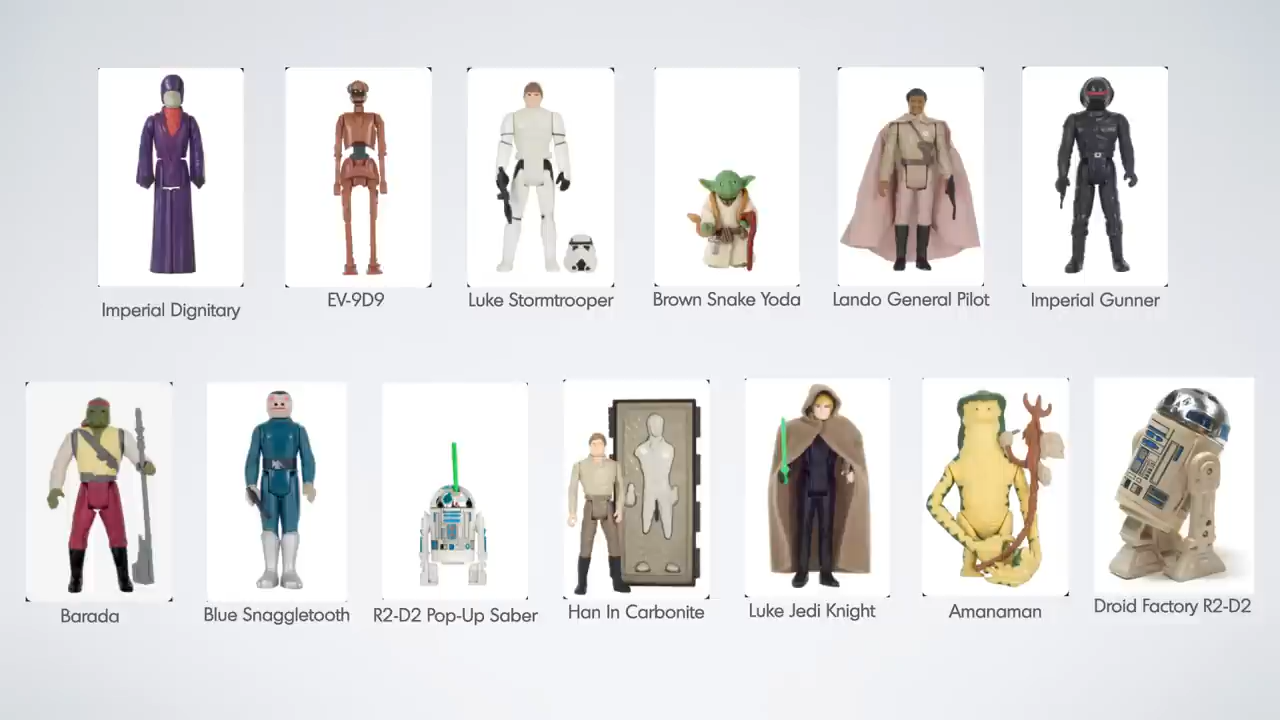 Imperial Dignitary
EV-9D9
Luke Stormtrooper
Brown Snake Yoda
Lando General Pilot
Imperial Gunner
Barada
Blue Snaggletooth
R2-D2 Pop-Up Saber
Han In Carbonite
Luke Jedi Knight
Amanaman
Droid Factory R2-D2